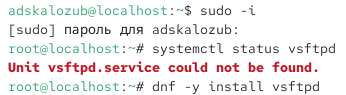 adskalozub@localhost:~$ sudo -i
[sudo] пароль для adskalozub:
root@localhost:~# systemctl status vsftpd
Unit vsftpd.service could not be found.
root@localhost:~# dnf -y install vsftpd